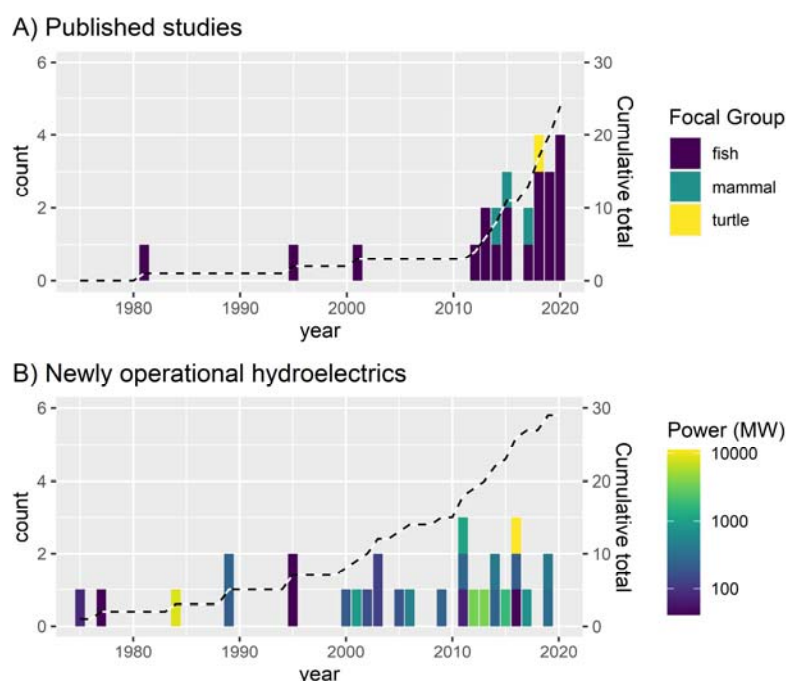 A) Published studies
6
4
2
0
count
30
20
10
0
Cumulative total
1980
1990
2000
2010
2020
year
Focal Group
fish
mammal
turtle
B) Newly operational hydroelectrics
6
4
2
0
count
30
20
10
0
Cumulative total
1980
1990
2000
2010
2020
year
Power (MW)
10000
1000
100